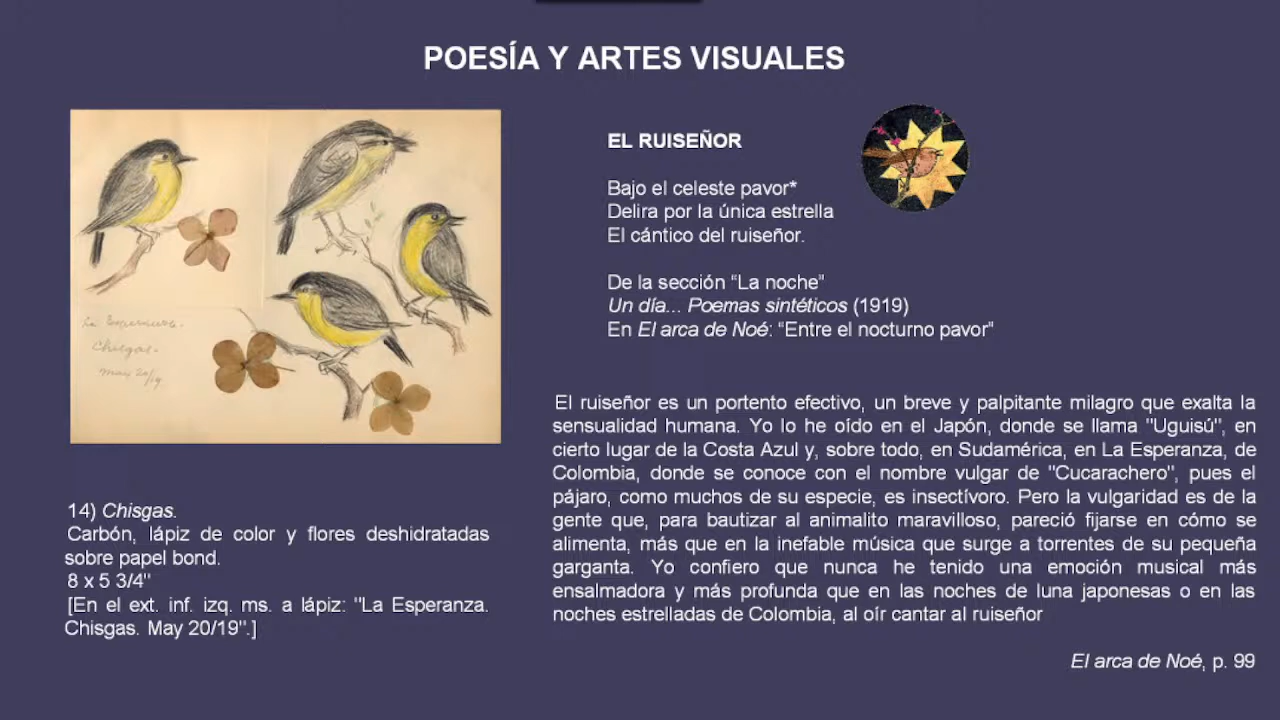 POESÍA Y ARTES VISUALES
La Esperanza.
Chisgas.
May 20/19
14) Chisgas.
Carbón, lápiz de color y flores deshidratadas
sobre papel bond.
8 x 5 3/4"
[En el ext. inf. izq. ms. a lápiz: "La Esperanza.
Chisgas. May 20/19".]
EL RUISEÑOR
Bajo el celeste pavor*
Delira por la única estrella
El cántico del ruiseñor.
De la sección “La noche”
Un día... Poemas sintéticos (1919)
En El arca de Noé: “Entre el nocturno pavor”
El ruiseñor es un portento efectivo, un breve y palpitante milagro que exalta la
sensualidad humana. Yo lo he oído en el Japón, donde se llama "Uguisú", en
cierto lugar de la Costa Azul y, sobre todo, en Sudamérica, en La Esperanza, de
Colombia, donde se conoce con el nombre vulgar de "Cucarachero", pues el
pájaro, como muchos de su especie, es insectívoro. Pero la vulgaridad es de la
gente que, para bautizar al animalito maravilloso, pareció fijarse en cómo se
alimenta, más que en la inefable música que surge a torrentes de su pequeña
garganta. Yo confiero que nunca he tenido una emoción musical más
ensalmadora y más profunda que en las noches de luna japonesas o en las
noches estrelladas de Colombia, al oír cantar al ruiseñor
El arca de Noé, p. 99